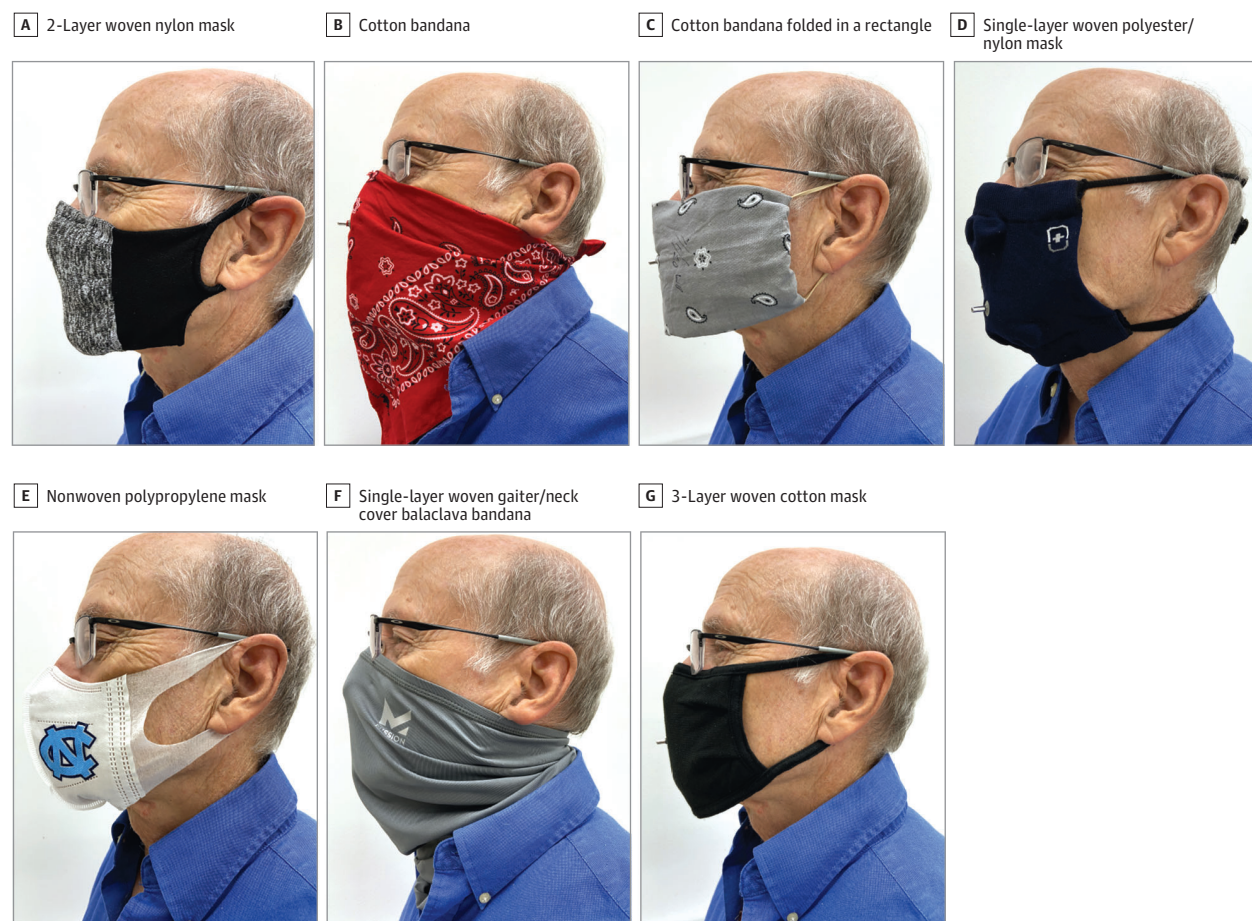 A 2-Layer woven nylon mask
B Cotton bandana
C Cotton bandana folded in a rectangle
D Single-layer woven polyester/
nylon mask
E Nonwoven polypropylene mask
F Single-layer woven gaiter/neck
cover balaclava bandana
G 3-Layer woven cotton mask
NC